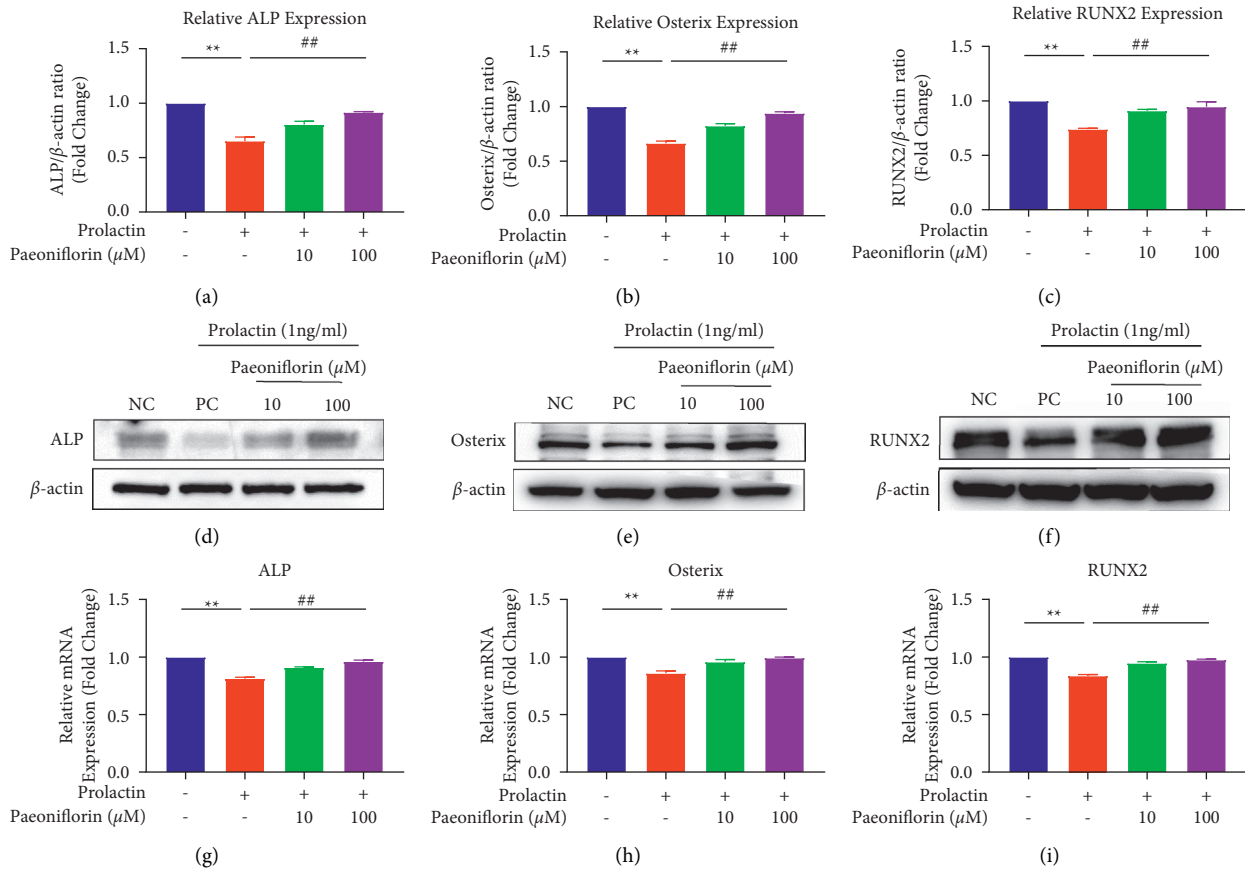 Relative ALP Expression
1.5
**
##
1.0
0.5
0.0
ALP/β-actin ratio
(Fold Change)
Prolactin - + + +
Paeoniflorin (μM) - - 10 100
(a)
Relative Osterix Expression
1.5
**
##
1.0
0.5
0.0
Osterix/β-actin ratio
(Fold Change)
Prolactin - + + +
Paeoniflorin (μM) - - 10 100
(b)
Relative RUNX2 Expression
1.5
**
##
1.0
0.5
0.0
RUNX2/β-actin ratio
(Fold Change)
Prolactin - + + +
Paeoniflorin (μM) - - 10 100
(c)
Prolactin (1ng/ml)
Paeoniflorin (μM)
NC PC 10 100
ALP
β-actin
(d)
Prolactin (1ng/ml)
Paeoniflorin (μM)
NC PC 10 100
Osterix
β-actin
(e)
Prolactin (1ng/ml)
Paeoniflorin (μM)
NC PC 10 100
RUNX2
β-actin
(f)
ALP
1.5
**
##
1.0
0.5
0.0
Relative mRNA
Expression (Fold Change)
Prolactin - + + +
Paeoniflorin (μM) - - 10 100
(g)
Osterix
1.5
**
##
1.0
0.5
0.0
Relative mRNA
Expression (Fold Change)
Prolactin - + + +
Paeoniflorin (μM) - - 10 100
(h)
RUNX2
1.5
**
##
1.0
0.5
0.0
Relative mRNA
Expression (Fold Change)
Prolactin - + + +
Paeoniflorin (μM) - - 10 100
(i)